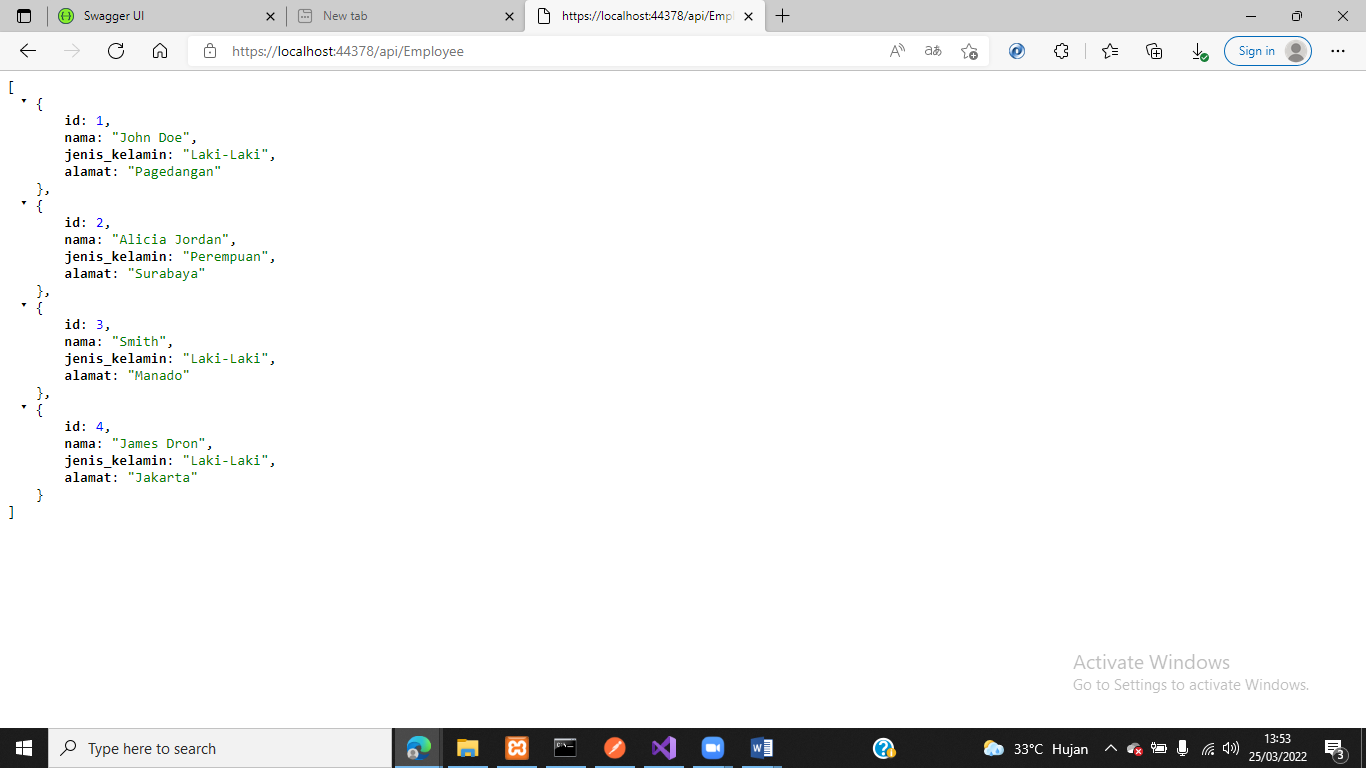 Swagger UI
New tab
https://localhost:44378/api/Empl
https://localhost:44378/api/Employee
Sign in
[
{
id: 1,
nama: "John Doe",
jenis_kelamin: "Laki-Laki",
alamat: "Pagedangan"
},
{
id: 2,
nama: "Alicia Jordan",
jenis_kelamin: "Perempuan",
alamat: "Surabaya"
},
{
id: 3,
nama: "Smith",
jenis_kelamin: "Laki-Laki",
alamat: "Manado"
},
{
id: 4,
nama: "James Dron",
jenis_kelamin: "Laki-Laki",
alamat: "Jakarta"
}
]
Activate Windows
Go to Settings to activate Windows.
Type here to search
33°C Hujan
13:53
25/03/2022
3